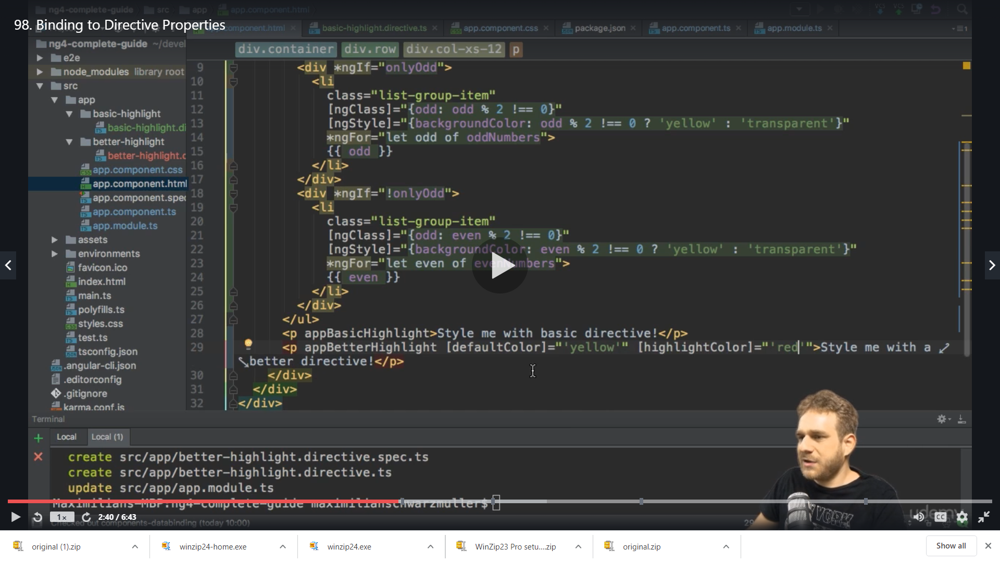 ng4-complete-guide src app app.component.html
98. Binding to Directive Properties
component.html basic-highlight.directive.ts app.component.css package.json app.component.ts app.module.ts
ng4-complete-guide ~/devel
div.container div.row div.col-xs-12 p
e2e
node_modules library root
src
app
basic-highlight
basic-highlight.di
better-highlight
better-highlight.c
app.component.css
app.component.html
app.component.spec
app.component.ts
app.module.ts
assets
environments
favicon.ico
index.html
main.ts
polyfills.ts
styles.css
test.ts
tsconfig.json
.angular-cli.json
.editorconfig
.gitignore
karma.conf.js
9 <div *ngIf="onlyOdd">
10 <li
11 class="list-group-item"
12 [ngClass]="{odd: odd % 2 !== 0}"
13 [ngStyle]="{backgroundColor: odd % 2 !== 0 ? 'yellow' : 'transparent'}"
14 *ngFor="let odd of oddNumbers">
15 {{ odd }}
16 </li>
17 </div>
18 <div *ngIf="!onlyOdd">
19 <li
20 class="list-group-item"
21 [ngClass]="{odd: even % 2 !== 0}"
22 [ngStyle]="{backgroundColor: even % 2 !== 0 ? 'yellow' : 'transparent'}"
23 *ngFor="let even of evenNumbers">
24 {{ even }}
25 </li>
26 </div>
27 </ul>
28 <p appBasicHighlight>Style me with basic directive!</p>
29 <p appBetterHighlight [defaultColor]="'yellow'" [highlightColor]="'red'">Style me with a
better directive!</p>
30 </div>
31 </div>
32 </div>
Terminal
Local Local (1)
create src/app/better-highlight.directive.spec.ts
create src/app/better-highlight.directive.ts
update src/app/app.module.ts
Maximilians-MBP:ng4-complete-guide maximilianschwarzmuller$
YORK
udemy
1x 2:40 / 6:43 CC
Checked out components-databinding (today 10:00)
original (1).zip winzip24-home.exe winzip24.exe WinZip23 Pro setu....zip original.zip Show all